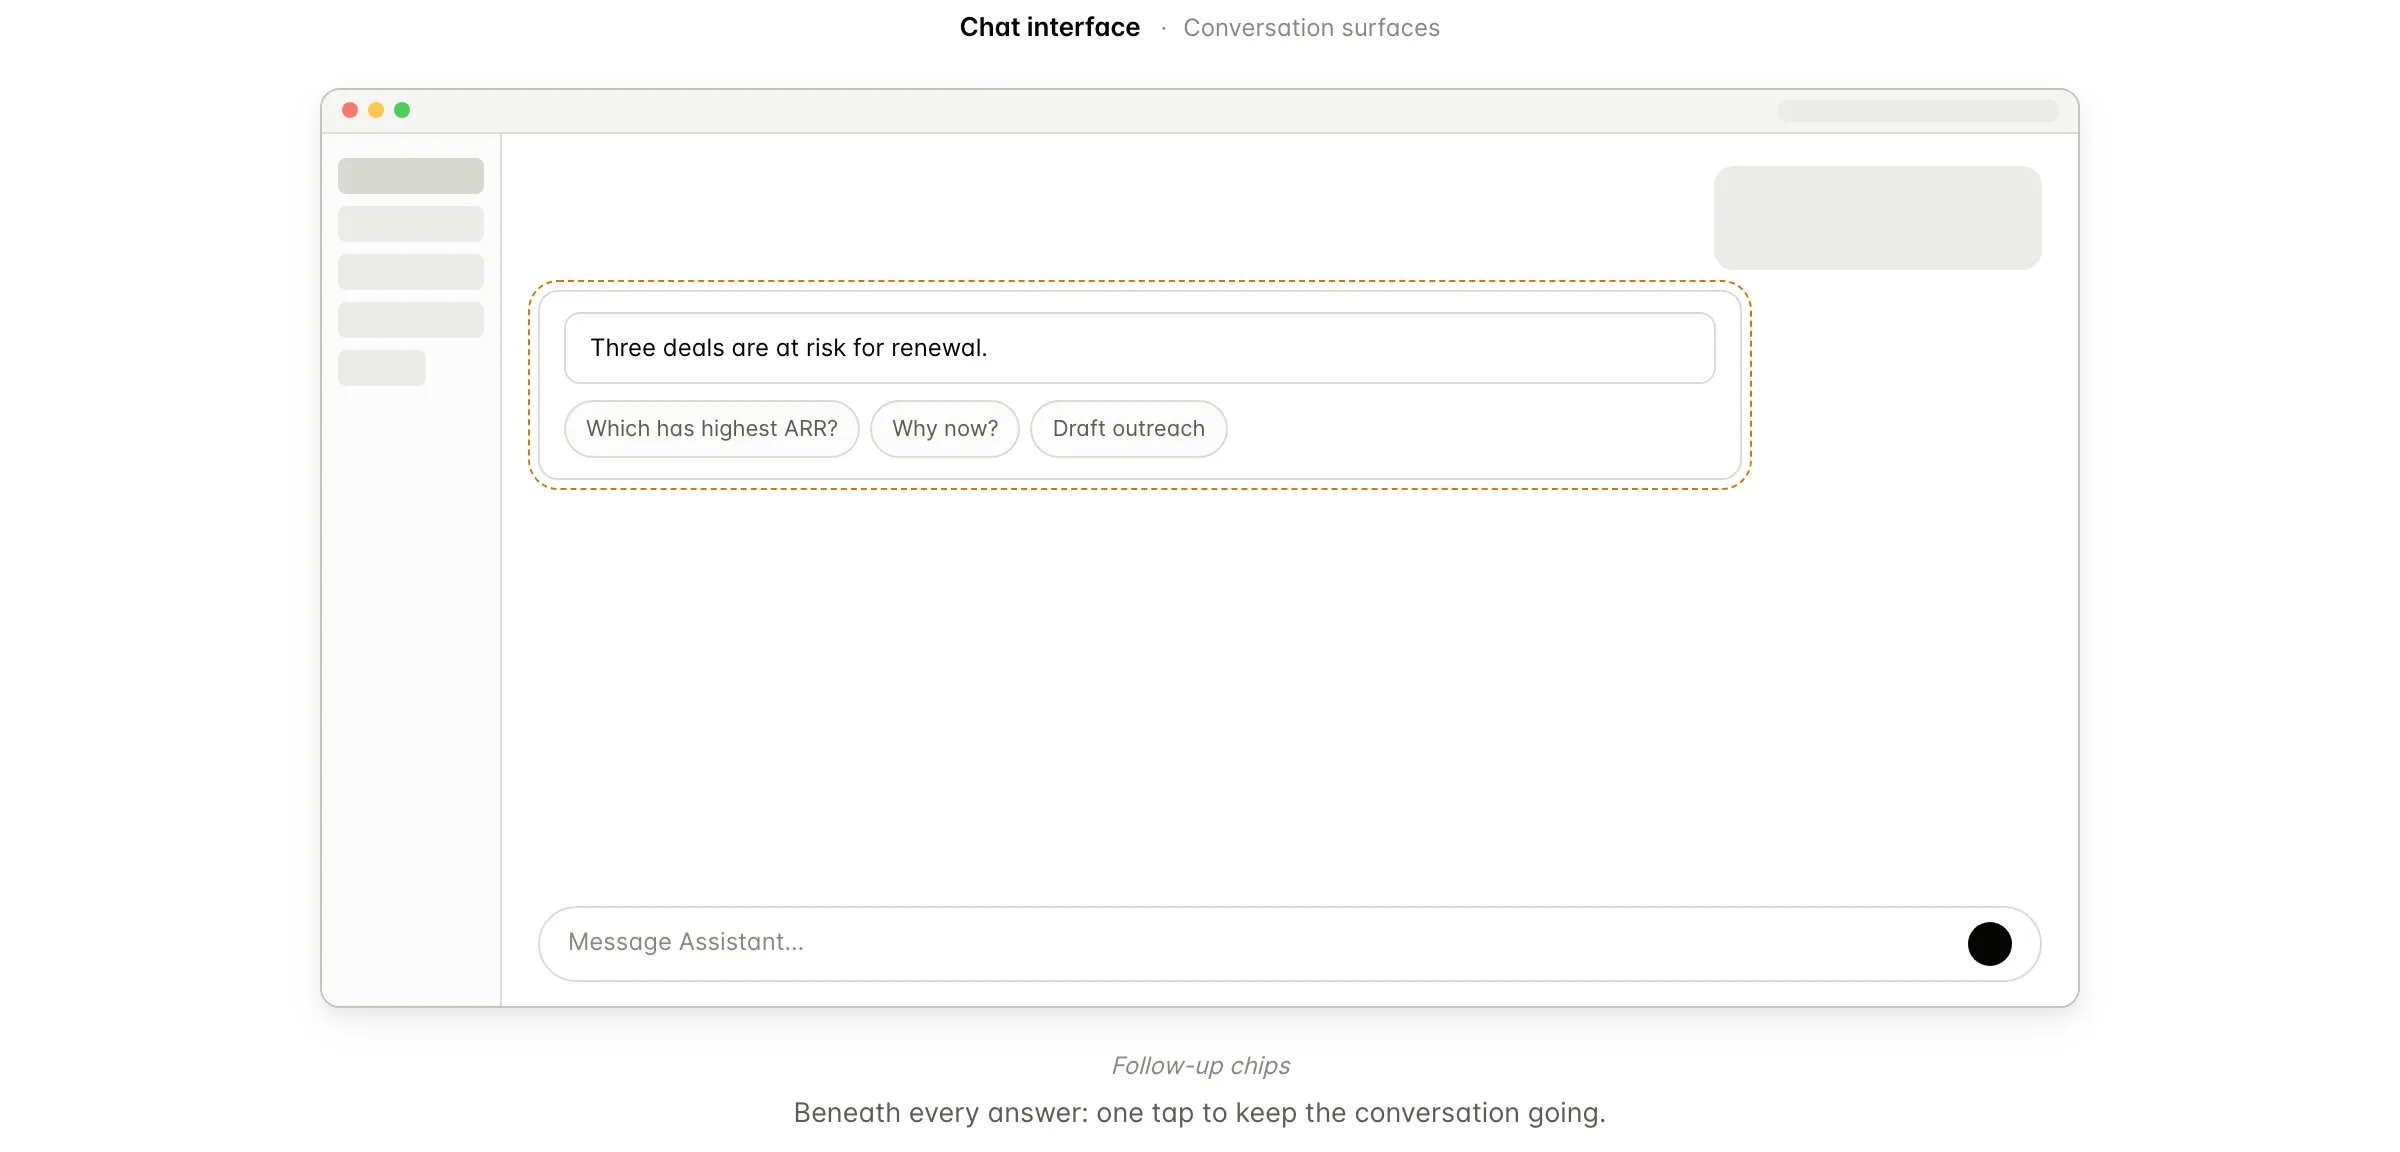 Chat interface · Conversation surfaces
Three deals are at risk for renewal.
Which has highest ARR? Why now? Draft outreach
Message Assistant...
Follow-up chips
Beneath every answer: one tap to keep the conversation going.